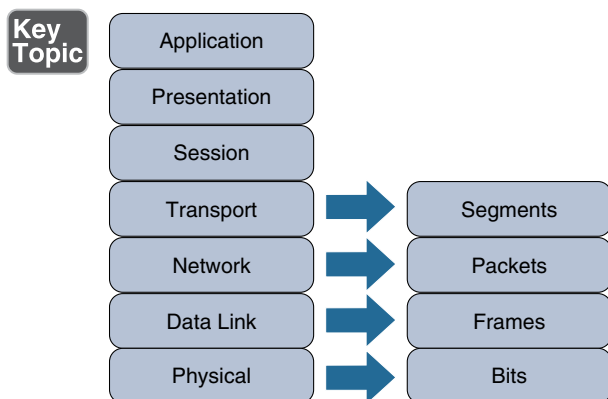 Key
Topic
Application
Presentation
Session
Transport
Segments
Network
Packets
Data Link
Frames
Physical
Bits